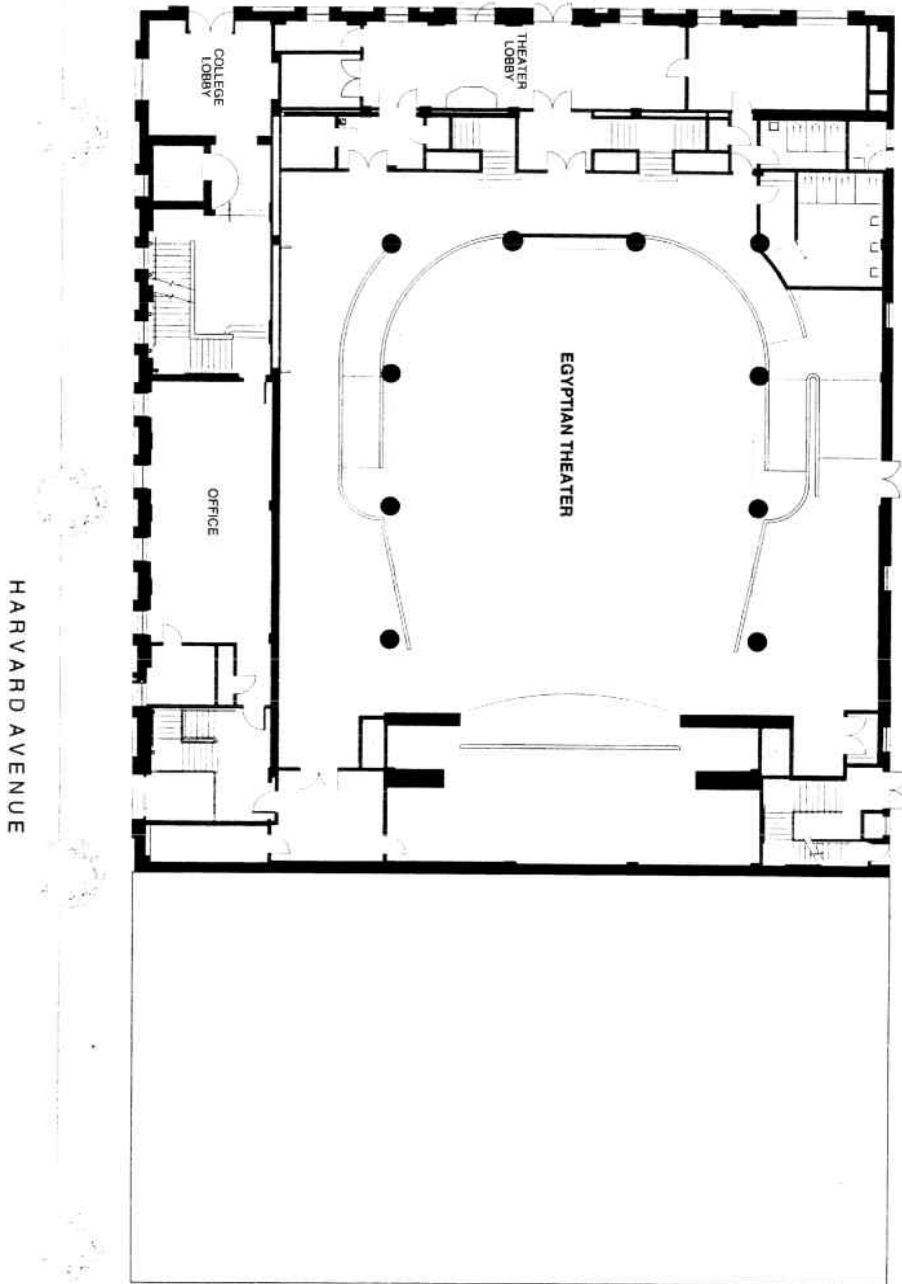 COLLEGE
LOBBY
THEATER
LOBBY
EGYPTIAN THEATER
OFFICE
HARVARD AVENUE